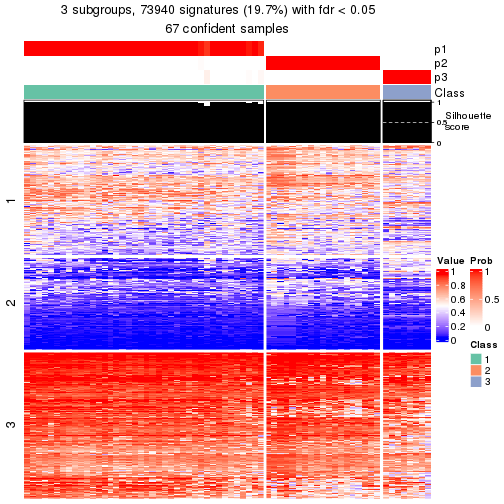 3 subgroups, 73940 signatures (19.7%) with fdr < 0.05
67 confident samples
p1
p2
p3
Class
1
0.5
0
Silhouette
score
1
2
3
Value
1
0.8
0.6
0.4
0.2
0
Prob
1
0.5
0
Class
1
2
3